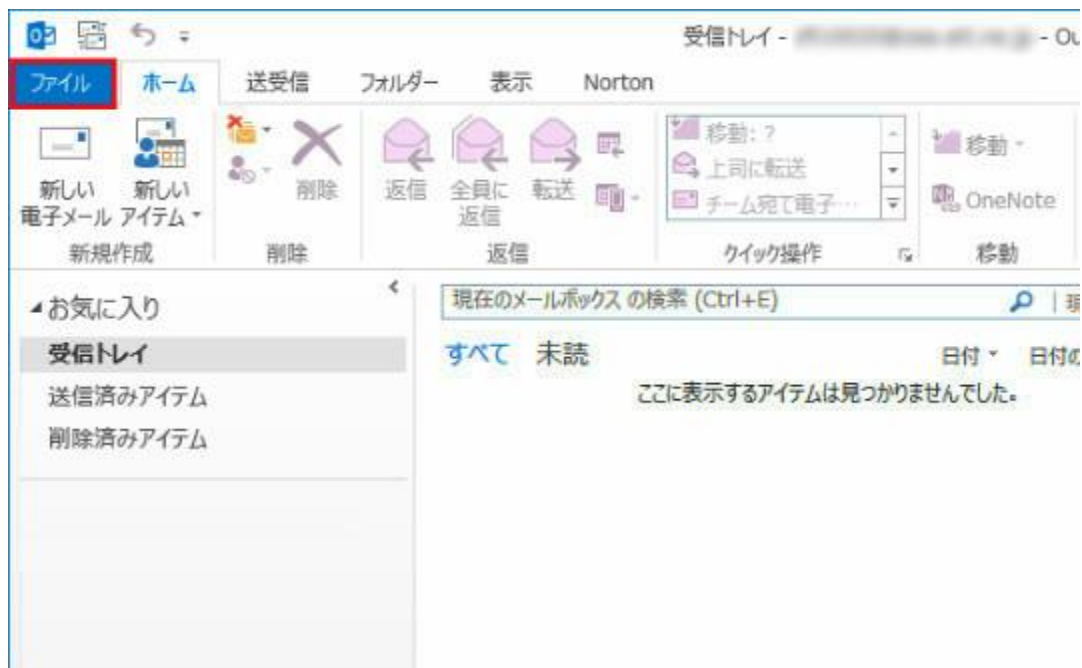 受信トレイ - - Ou
ファイル ホーム 送受信 フォルダー 表示 Norton
新しい
電子メール
新しい
アイテム
新規作成
削除
削除
返信
全員に
返信
転送
返信
移動: ?
上司に転送
チーム宛て電子…
クイック操作
移動
OneNote
移動
お気に入り
受信トレイ
送信済みアイテム
削除済みアイテム
現在のメールボックス の検索 (Ctrl+E) 現
すべて 未読 日付 日付の
ここに表示するアイテムは見つかりませんでした。